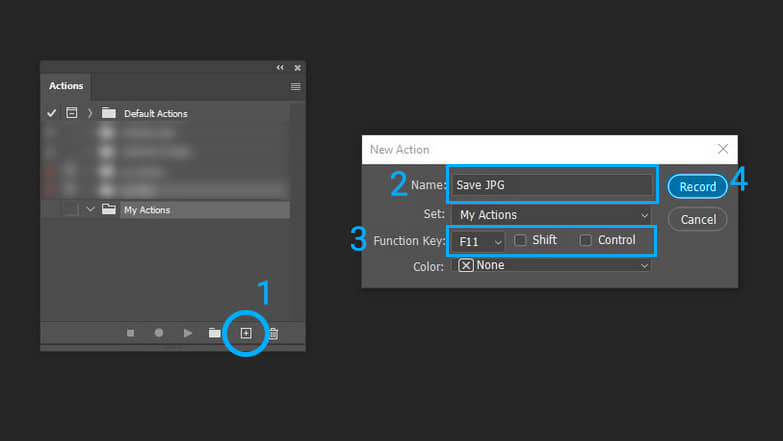 Actions
Default Actions
My Actions
1
New Action
2 Name: Save JPG
Record 4
Set: My Actions
Cancel
3 Function Key: F11 Shift Control
Color: None